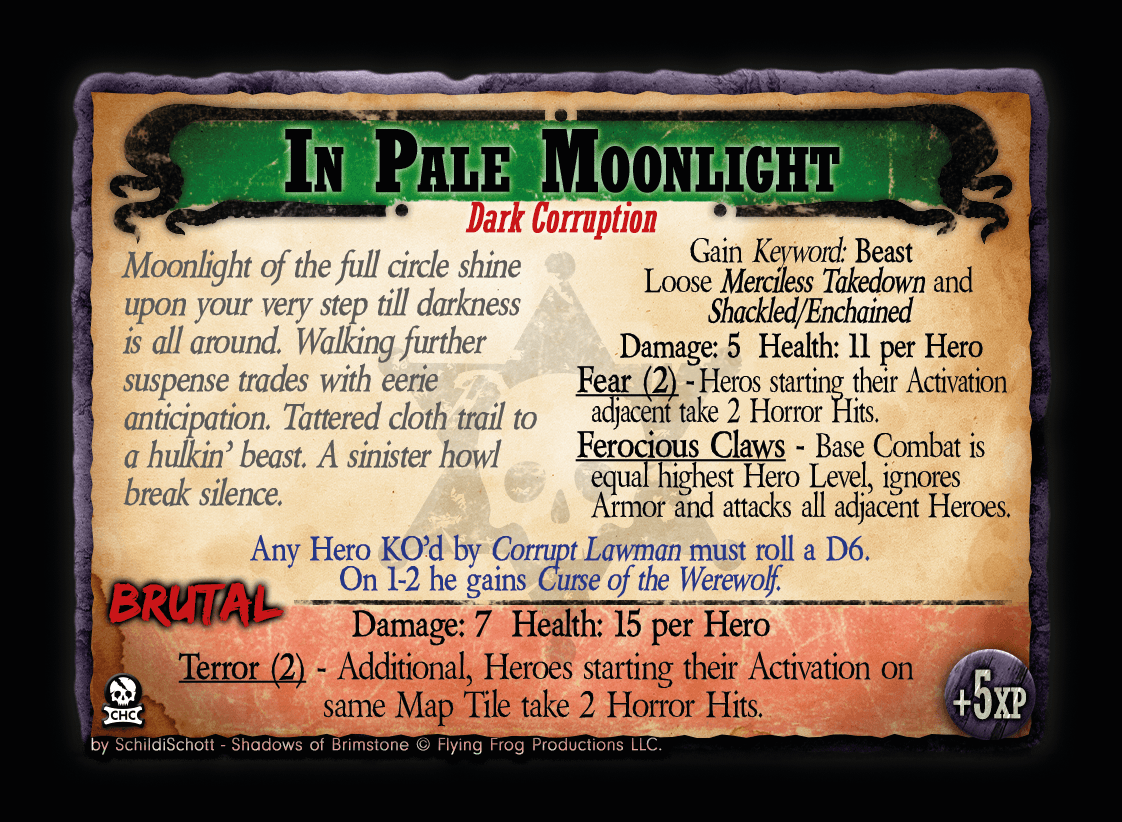 In Pale Moonlight
Dark Corruption
Moonlight of the full circle shine
upon your very step till darkness
is all around. Walking further
suspense trades with eerie
anticipation. Tattered cloth trail to
a hulkin' beast. A sinister howl
break silence.
Gain Keyword: Beast
Loose Merciless Takedown and
Shackled/Enchained
Damage: 5 Health: 11 per Hero
Fear (2) - Heros starting their Activation
adjacent take 2 Horror Hits.
Ferocious Claws - Base Combat is
equal highest Hero Level, ignores
Armor and attacks all adjacent Heroes.
Any Hero KO'd by Corrupt Lawman must roll a D6.
On 1-2 he gains Curse of the Werewolf.
BRUTAL
Damage: 7 Health: 15 per Hero
Terror (2) - Additional, Heroes starting their Activation on
same Map Tile take 2 Horror Hits.
CHC
+5XP
by SchildiSchott - Shadows of Brimstone © Flying Frog Productions LLC.